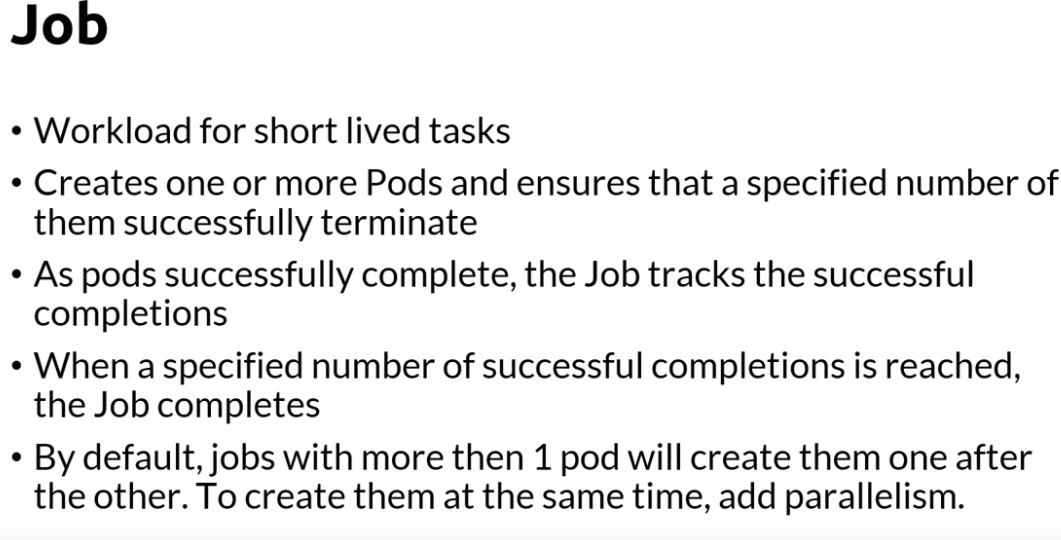 Job
• Workload for short lived tasks
• Creates one or more Pods and ensures that a specified number of
them successfully terminate
• As pods successfully complete, the Job tracks the successful
completions
• When a specified number of successful completions is reached,
the Job completes
• By default, jobs with more then 1 pod will create them one after
the other. To create them at the same time, add parallelism.